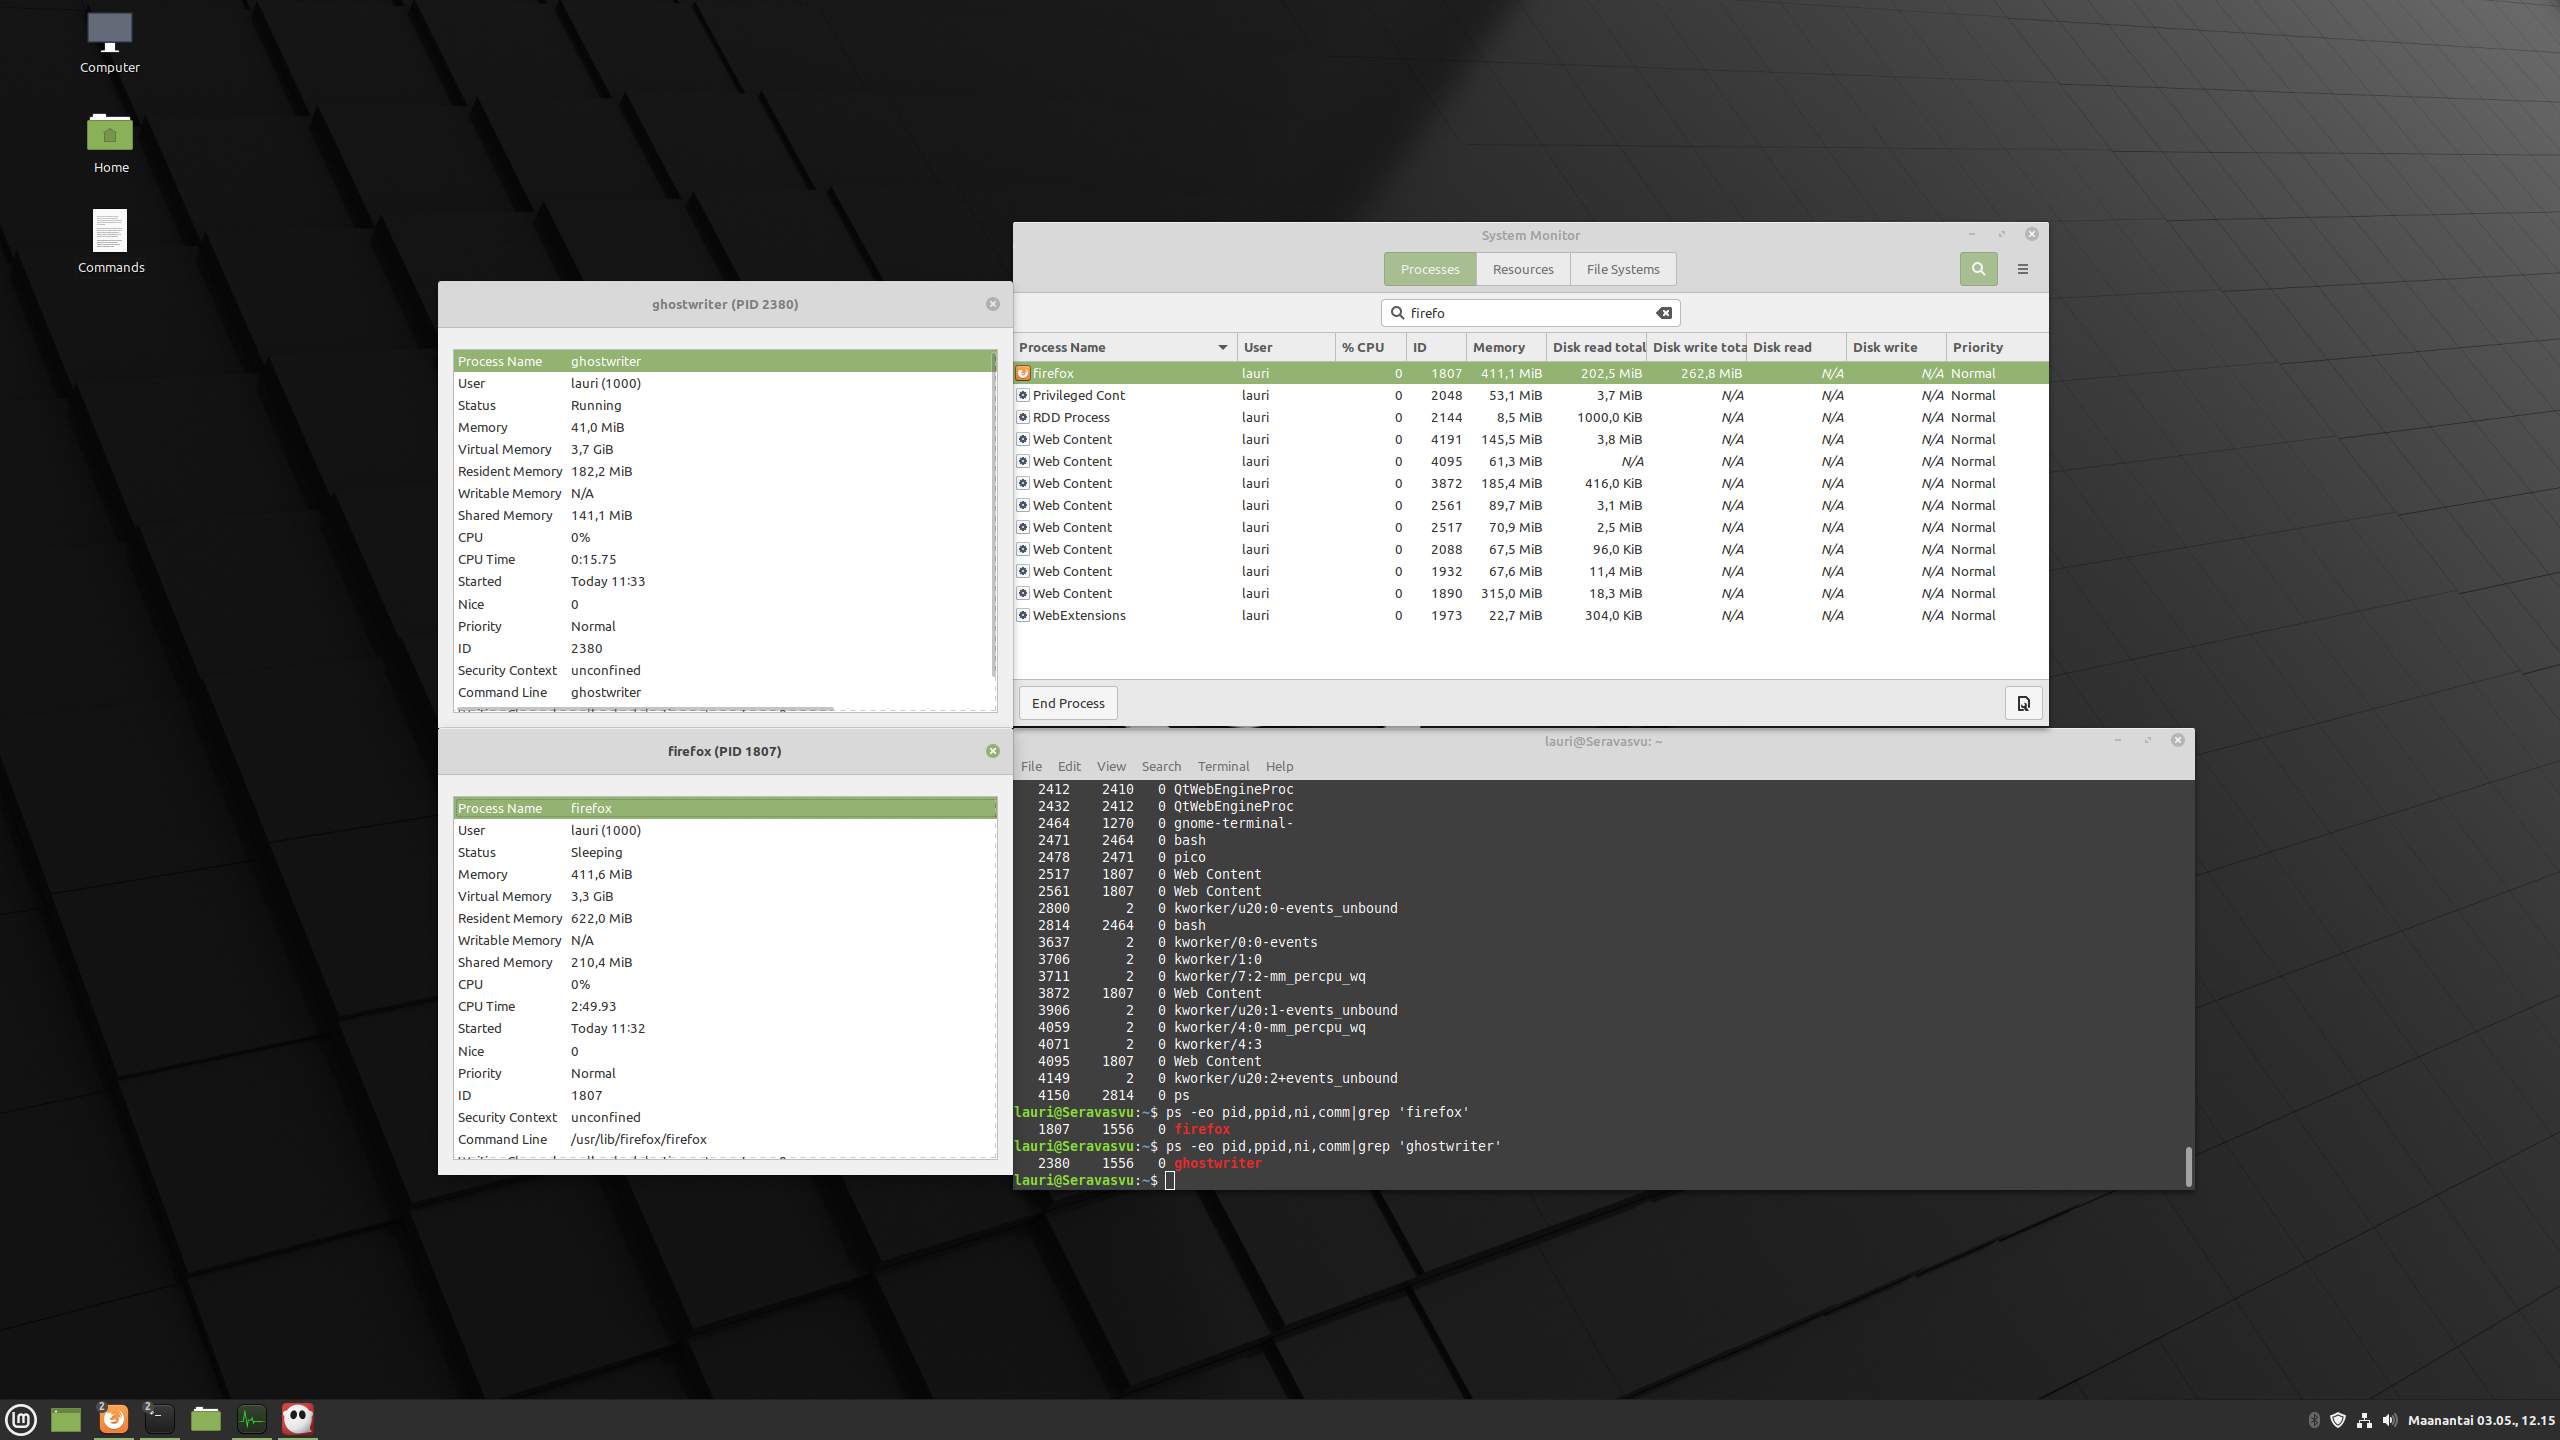 Computer
Home
Commands
ghostwriter (PID 2380)
Process Name ghostwriter
User lauri (1000)
Status Running
Memory 41,0 MiB
Virtual Memory 3,7 GiB
Resident Memory 182,2 MiB
Writable Memory N/A
Shared Memory 141,1 MiB
CPU 0%
CPU Time 0:15.75
Started Today 11:33
Nice 0
Priority Normal
ID 2380
Security Context unconfined
Command Line ghostwriter
System Monitor
Processes Resources File Systems
firefo
Process Name User % CPU ID Memory Disk read total Disk write tota Disk read Disk write Priority
firefox lauri 0 1807 411,1 MiB 202,5 MiB 262,8 MiB N/A N/A Normal
Privileged Cont lauri 0 2048 53,1 MiB 3,7 MiB N/A N/A N/A Normal
RDD Process lauri 0 2144 8,5 MiB 1000,0 KiB N/A N/A N/A Normal
Web Content lauri 0 4191 145,5 MiB 3,8 MiB N/A N/A N/A Normal
Web Content lauri 0 4095 61,3 MiB N/A N/A N/A N/A Normal
Web Content lauri 0 3872 185,4 MiB 416,0 KiB N/A N/A N/A Normal
Web Content lauri 0 2561 89,7 MiB 3,1 MiB N/A N/A N/A Normal
Web Content lauri 0 2517 70,9 MiB 2,5 MiB N/A N/A N/A Normal
Web Content lauri 0 2088 67,5 MiB 96,0 KiB N/A N/A N/A Normal
Web Content lauri 0 1932 67,6 MiB 11,4 MiB N/A N/A N/A Normal
Web Content lauri 0 1890 315,0 MiB 18,3 MiB N/A N/A N/A Normal
WebExtensions lauri 0 1973 22,7 MiB 304,0 KiB N/A N/A N/A Normal
End Process
firefox (PID 1807)
Process Name firefox
User lauri (1000)
Status Sleeping
Memory 411,6 MiB
Virtual Memory 3,3 GiB
Resident Memory 622,0 MiB
Writable Memory N/A
Shared Memory 210,4 MiB
CPU 0%
CPU Time 2:49.93
Started Today 11:32
Nice 0
Priority Normal
ID 1807
Security Context unconfined
Command Line /usr/lib/firefox/firefox
lauri@Seravasvu: ~
File Edit View Search Terminal Help
2412 2410 0 QtWebEngineProc
2432 2412 0 QtWebEngineProc
2464 1270 0 gnome-terminal-
2471 2464 0 bash
2478 2471 0 pico
2517 1807 0 Web Content
2561 1807 0 Web Content
2800 2 0 kworker/u20:0-events_unbound
2814 2464 0 bash
3637 2 0 kworker/0:0-events
3706 2 0 kworker/1:0
3711 2 0 kworker/7:2-mm_percpu_wq
3872 1807 0 Web Content
3906 2 0 kworker/u20:1-events_unbound
4059 2 0 kworker/4:0-mm_percpu_wq
4071 2 0 kworker/4:3
4095 1807 0 Web Content
4149 2 0 kworker/u20:2+events_unbound
4150 2814 0 ps
lauri@Seravasvu:~$ ps -eo pid,ppid,ni,comm|grep 'firefox'
1807 1556 0 firefox
lauri@Seravasvu:~$ ps -eo pid,ppid,ni,comm|grep 'ghostwriter'
2380 1556 0 ghostwriter
lauri@Seravasvu:~$
2 2 Maanantai 03.05., 12.15